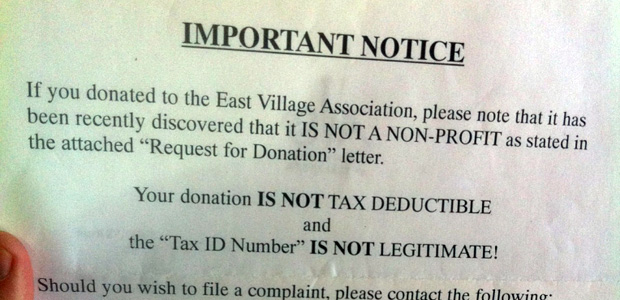 IMPORTANT NOTICE
If you donated to the East Village Association, please note that it has
been recently discovered that it IS NOT A NON-PROFIT as stated in
the attached “Request for Donation” letter.
Your donation IS NOT TAX DEDUCTIBLE
and
the “Tax ID Number” IS NOT LEGITIMATE!
Should you wish to file a complaint, please contact the following: